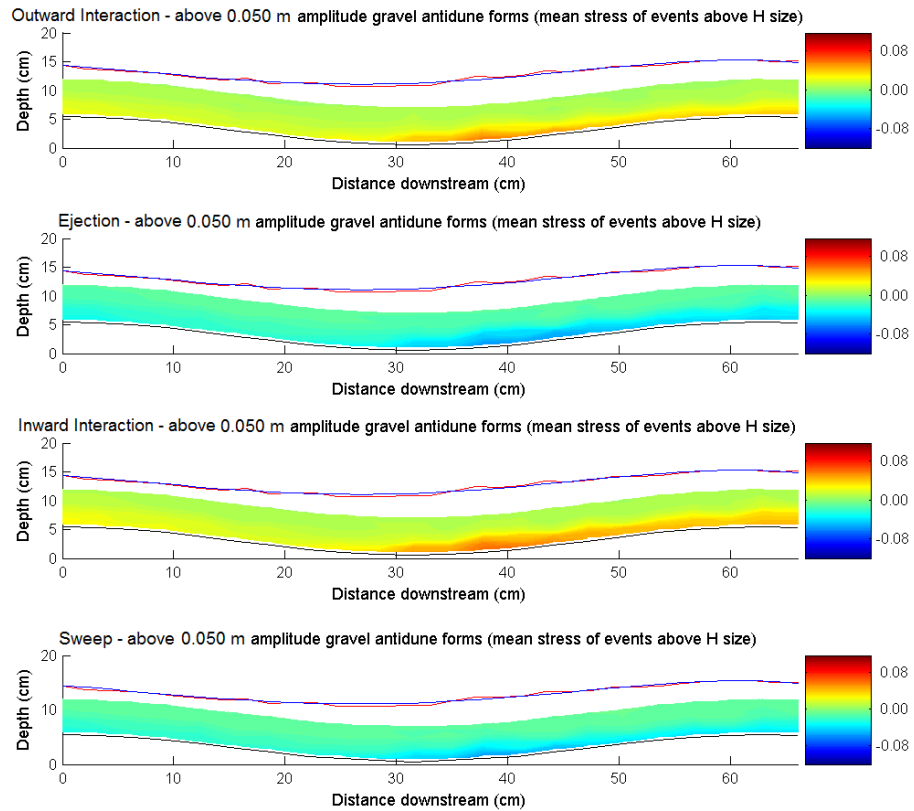 Outward Interaction - above 0.050 m amplitude gravel antidune forms (mean stress of events above H size)
20
15
10
5
0
Depth (cm)
0 10 20 30 40 50 60
Distance downstream (cm)
0.08
0.00
-0.08
Ejection - above 0.050 m amplitude gravel antidune forms (mean stress of events above H size)
20
15
10
5
0
Depth (cm)
0 10 20 30 40 50 60
Distance downstream (cm)
0.08
0.00
-0.08
Inward Interaction - above 0.050 m amplitude gravel antidune forms (mean stress of events above H size)
20
15
10
5
0
Depth (cm)
0 10 20 30 40 50 60
Distance downstream (cm)
0.08
0.00
-0.08
Sweep - above 0.050 m amplitude gravel antidune forms (mean stress of events above H size)
20
15
10
5
0
Depth (cm)
0 10 20 30 40 50 60
Distance downstream (cm)
0.08
0.00
-0.08